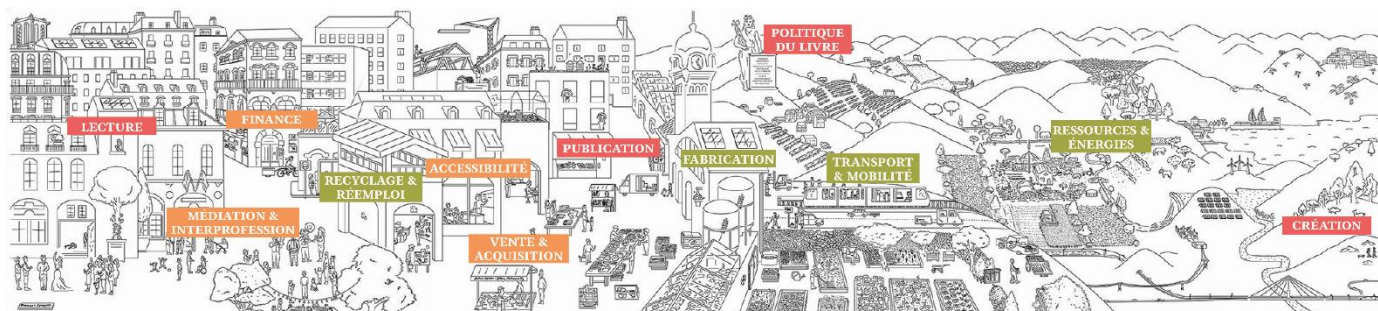 POLITIQUE
DU LIVRE
LECTURE
FINANCE
PUBLICATION
FABRICATION
ACCESSIBILITÉ
RECYCLAGE &
RÉEMPLOI
TRANSPORT
& MOBILITÉ
RESSOURCES &
ÉNERGIES
MÉDIATION &
INTERPROFESSION
VENTE &
ACQUISITION
CRÉATION